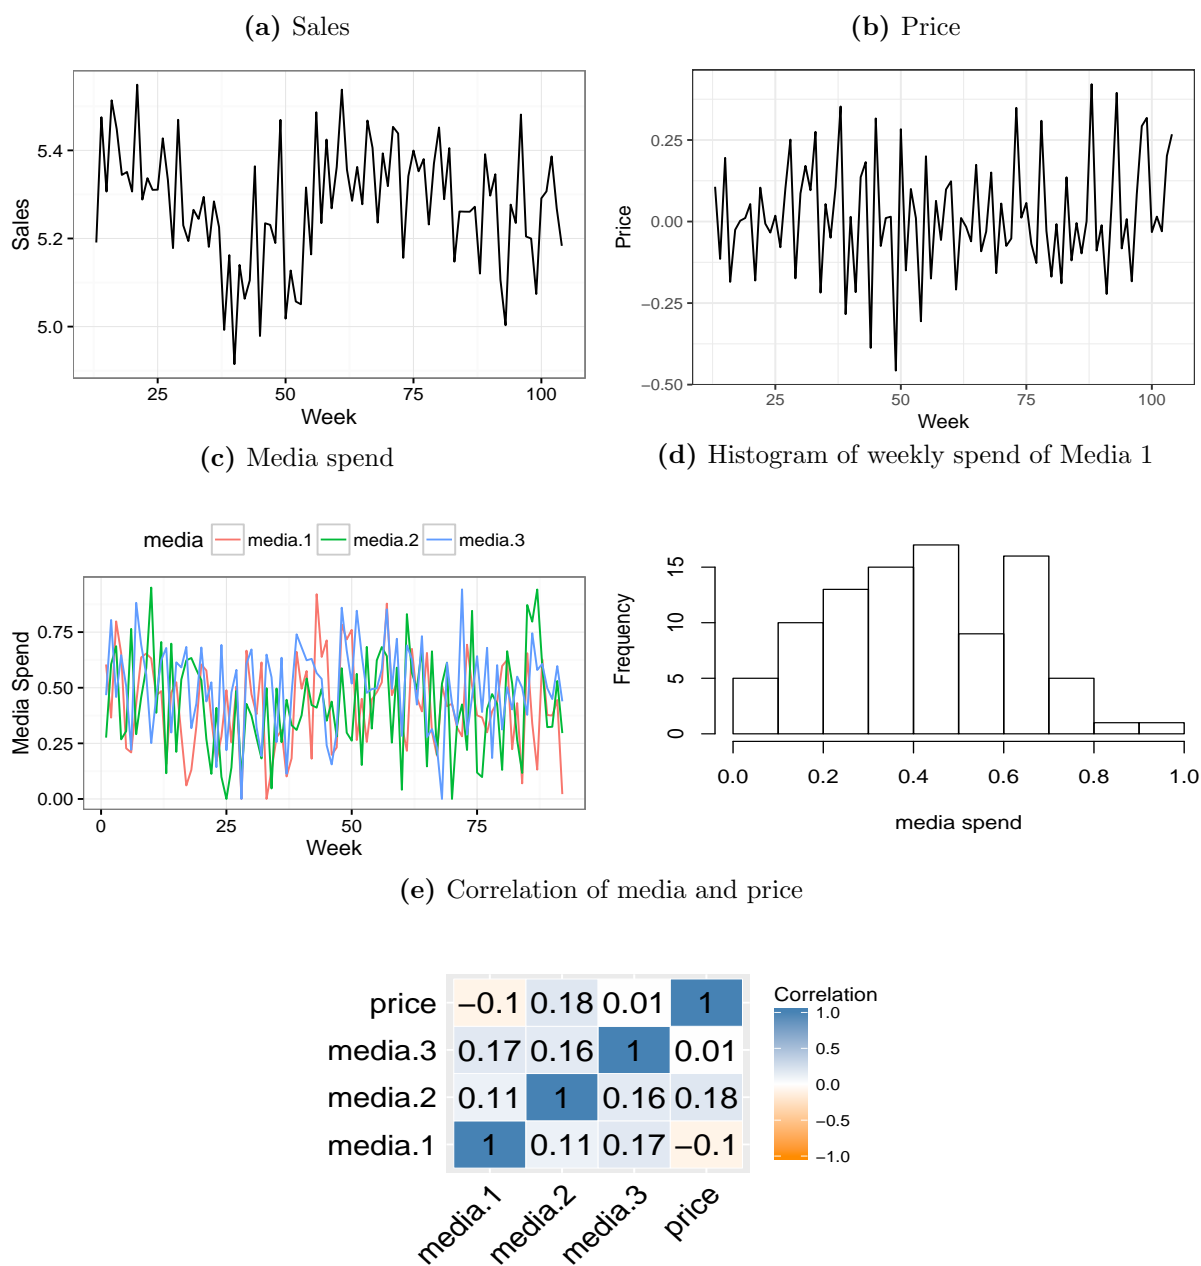 (a) Sales
(b) Price
Sales
5.4
5.2
5.0
25 50 75 100
Week
Price
0.25
0.00
−0.25
−0.50
25 50 75 100
Week
(c) Media spend
(d) Histogram of weekly spend of Media 1
media media.1 media.2 media.3
Media Spend
0.75
0.50
0.25
0.00
0 25 50 75
Week
Frequency
15
10
5
0
0.0 0.2 0.4 0.6 0.8 1.0
media spend
(e) Correlation of media and price
price −0.1 0.18 0.01 1
media.3 0.17 0.16 1 0.01
media.2 0.11 1 0.16 0.18
media.1 1 0.11 0.17 −0.1
media.1 media.2 media.3 price
Correlation
1.0
0.5
0.0
−0.5
−1.0